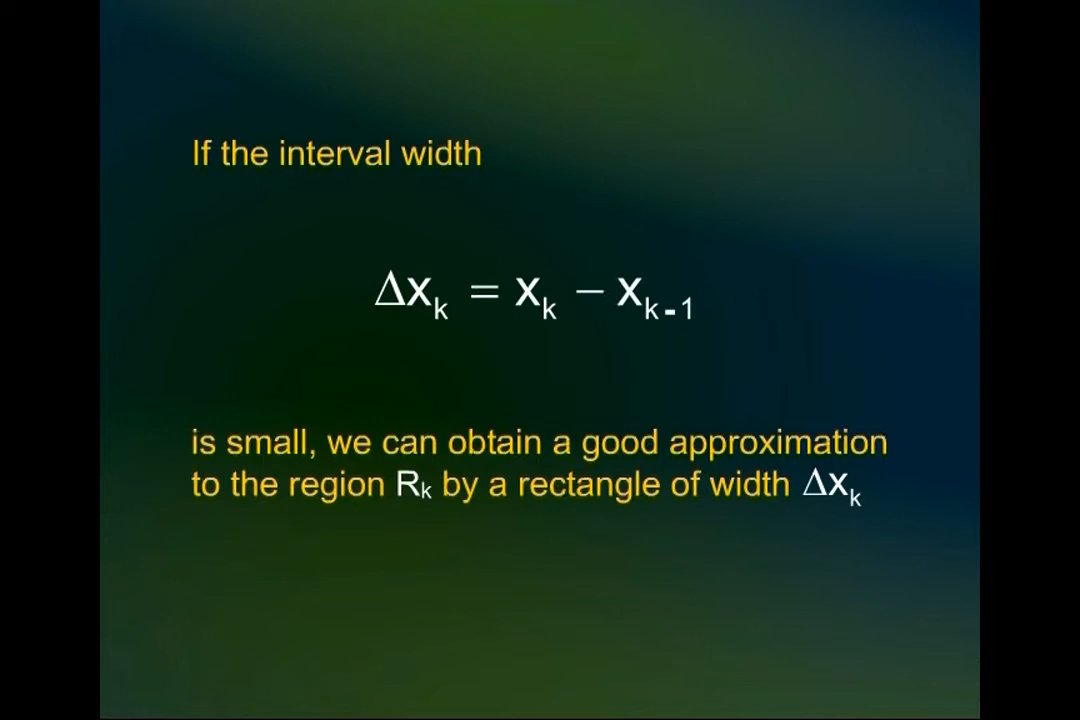 If the interval width
Δxₖ = xₖ − xₖ₋₁
is small, we can obtain a good approximation
to the region Rₖ by a rectangle of width Δxₖ